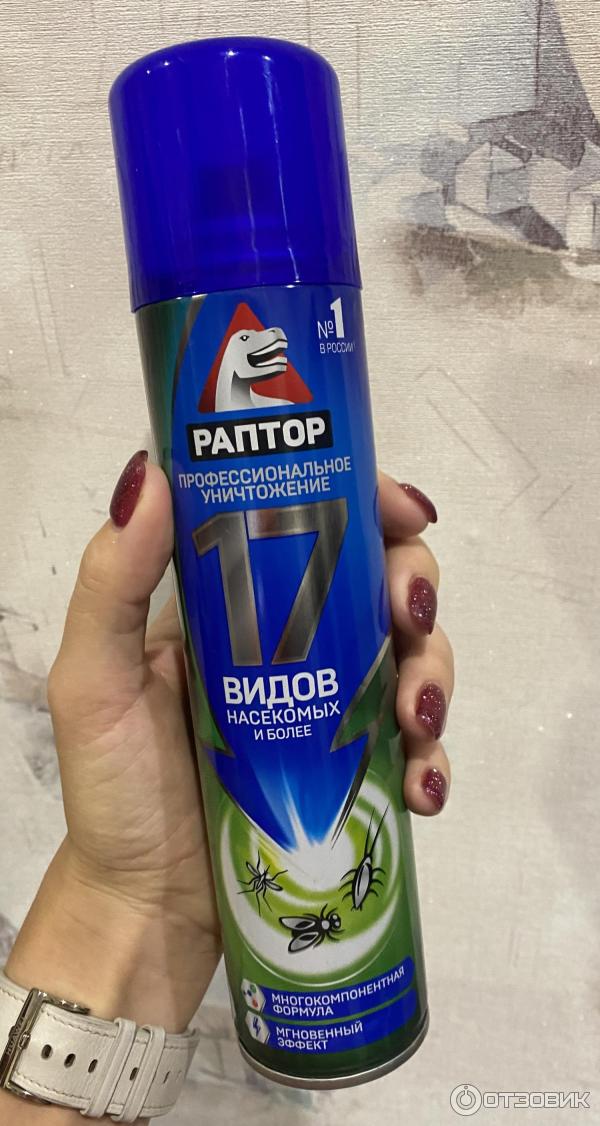 №1
В РОССИИ
РАПТОР
ПРОФЕССИОНАЛЬНОЕ
УНИЧТОЖЕНИЕ
17
ВИДОВ
НАСЕКОМЫХ
И БОЛЕЕ
МНОГОКОМПОНЕНТНАЯ
ФОРМУЛА
МГНОВЕННЫЙ
ЭФФЕКТ
ОТЗОВИК